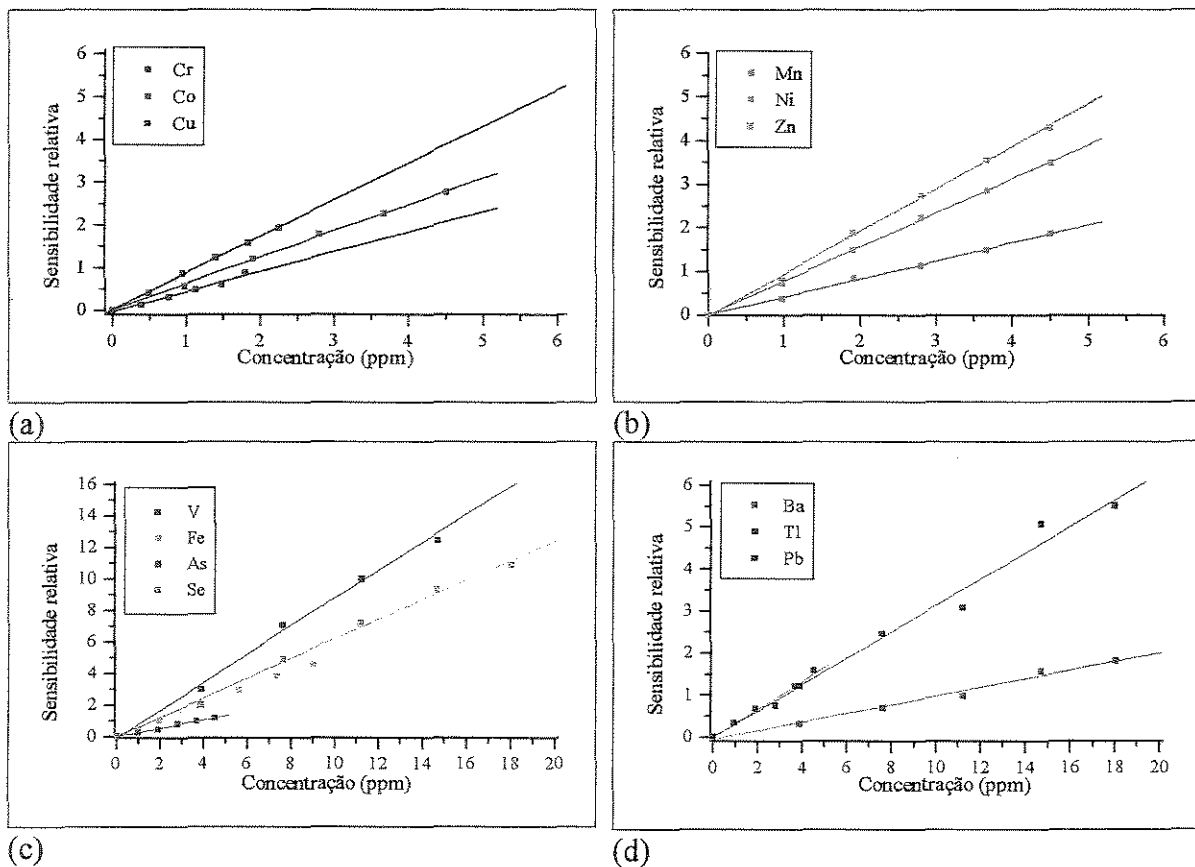 Sensibilidade relativa
6
5
4
3
2
1
0
Cr
Co
Cu
0 1 2 3 4 5 6
Concentração (ppm)
(a)
Sensibilidade relativa
6
5
4
3
2
1
0
Mn
Ni
Zn
0 1 2 3 4 5 6
Concentração (ppm)
(b)
Sensibilidade relativa
16
14
12
10
8
6
4
2
0
V
Fe
As
Se
0 2 4 6 8 10 12 14 16 18 20
Concentração (ppm)
(c)
Sensibilidade relativa
6
5
4
3
2
1
0
Ba
Tl
Pb
0 2 4 6 8 10 12 14 16 18 20
Concentração (ppm)
(d)